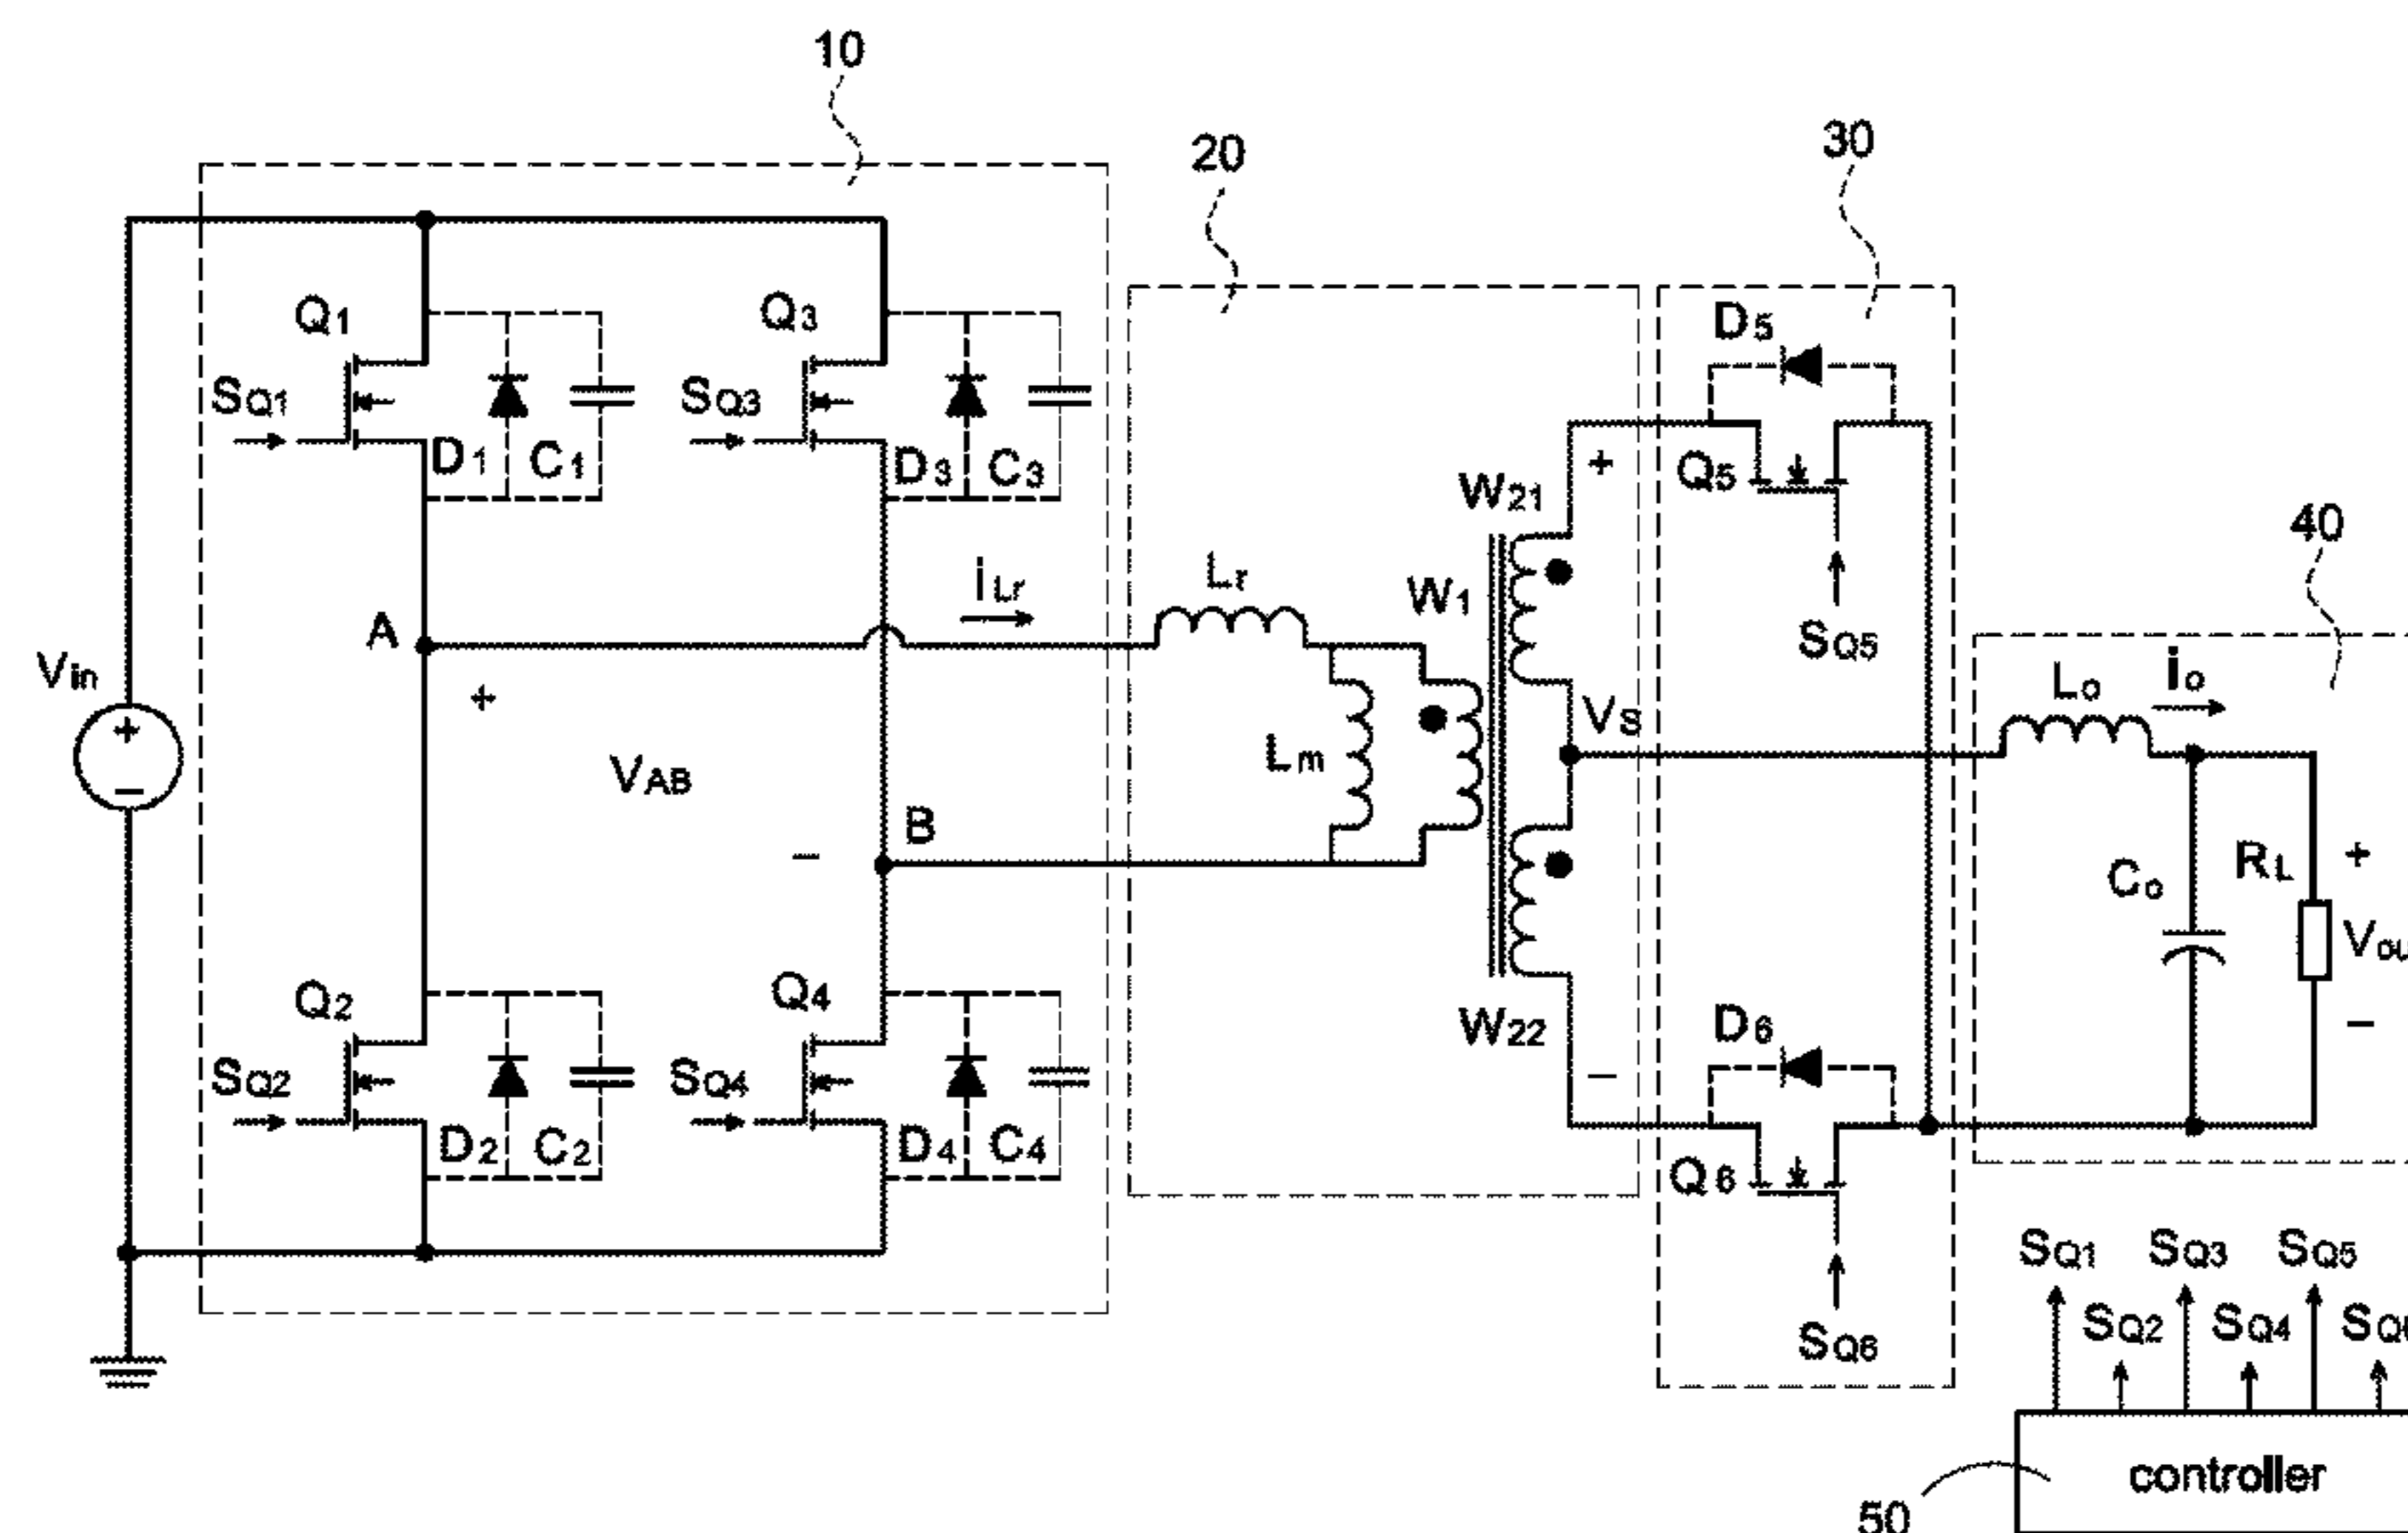 10
20
30
40
Q1
Q3
SQ1
SQ3
D1
C1
D3
C3
D5
Q5
SQ5
W21
iLr
Lr
W1
A
Vin
+
−
+
VAB
−
B
Lm
+
VS
Lo
io
Co
RL
+
−
W22
−
Q2
Q4
SQ2
SQ4
D2
C2
D4
C4
D6
Q6
SQ6
SQ1
SQ3
SQ5
SQ2
SQ4
controller
50